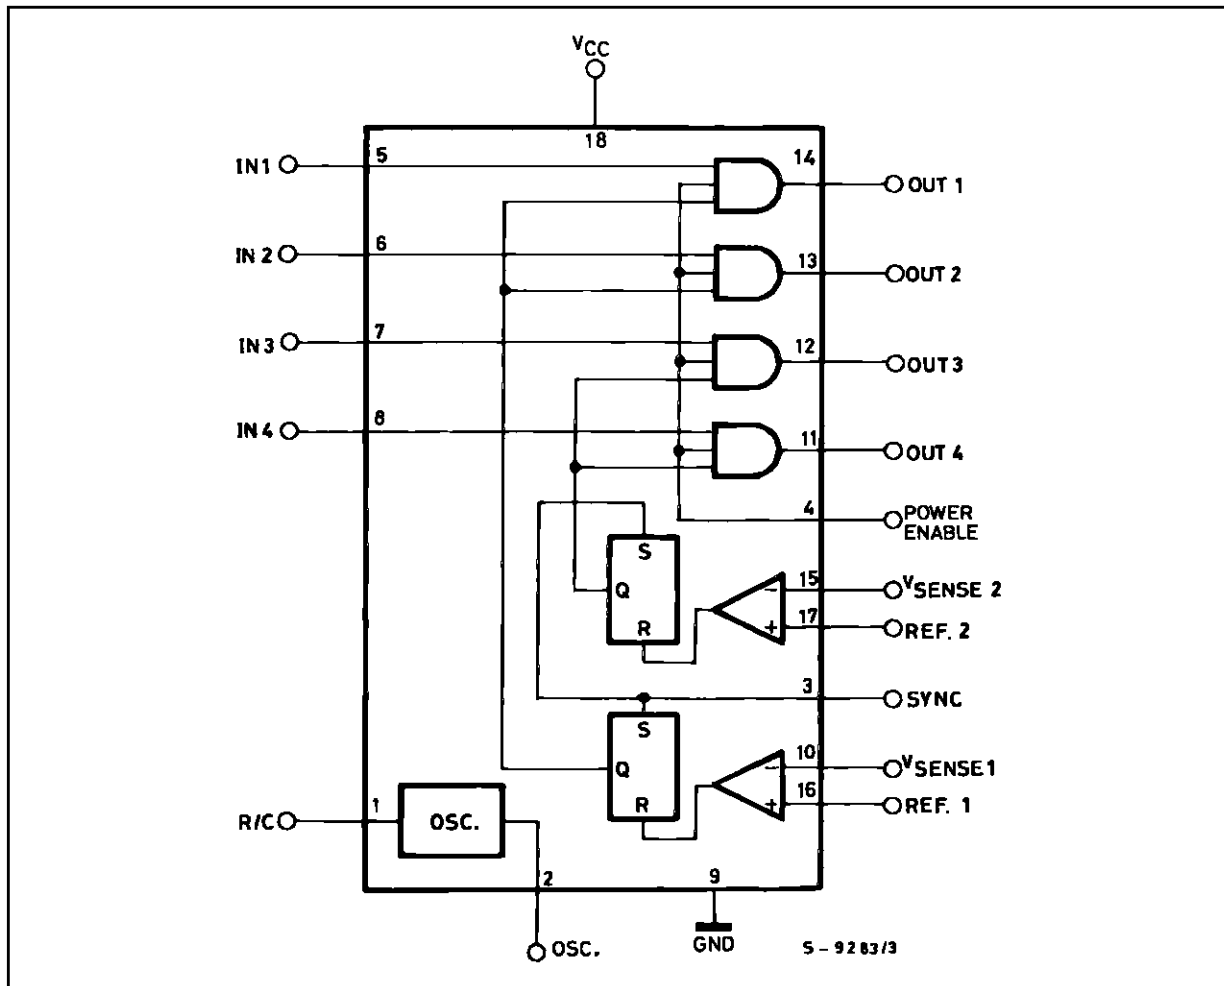 VCC
18
IN1
5
14
OUT 1
IN 2
6
13
OUT 2
IN 3
7
12
OUT 3
IN 4
8
11
OUT 4
4
POWER
ENABLE
S
Q
R
-
+
15
VSENSE 2
17
REF. 2
3
SYNC
S
Q
R
-
+
10
VSENSE1
16
REF. 1
R/C
1
OSC.
2
OSC.
9
GND
S - 9283/3